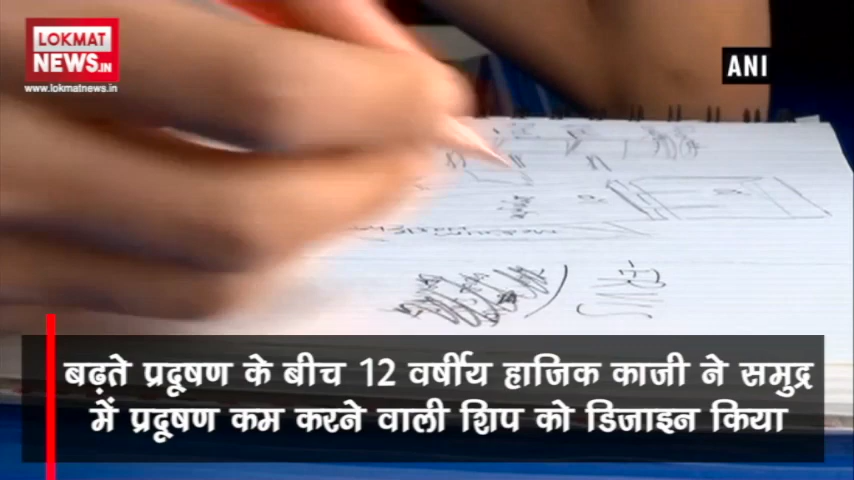 LOKMAT
NEWS.IN
www.lokmatnews.in
ANI
बढ़ते प्रदूषण के बीच 12 वर्षीय हाजिक काजी ने समुद्र
में प्रदूषण कम करने वाली शिप को डिजाइन किया